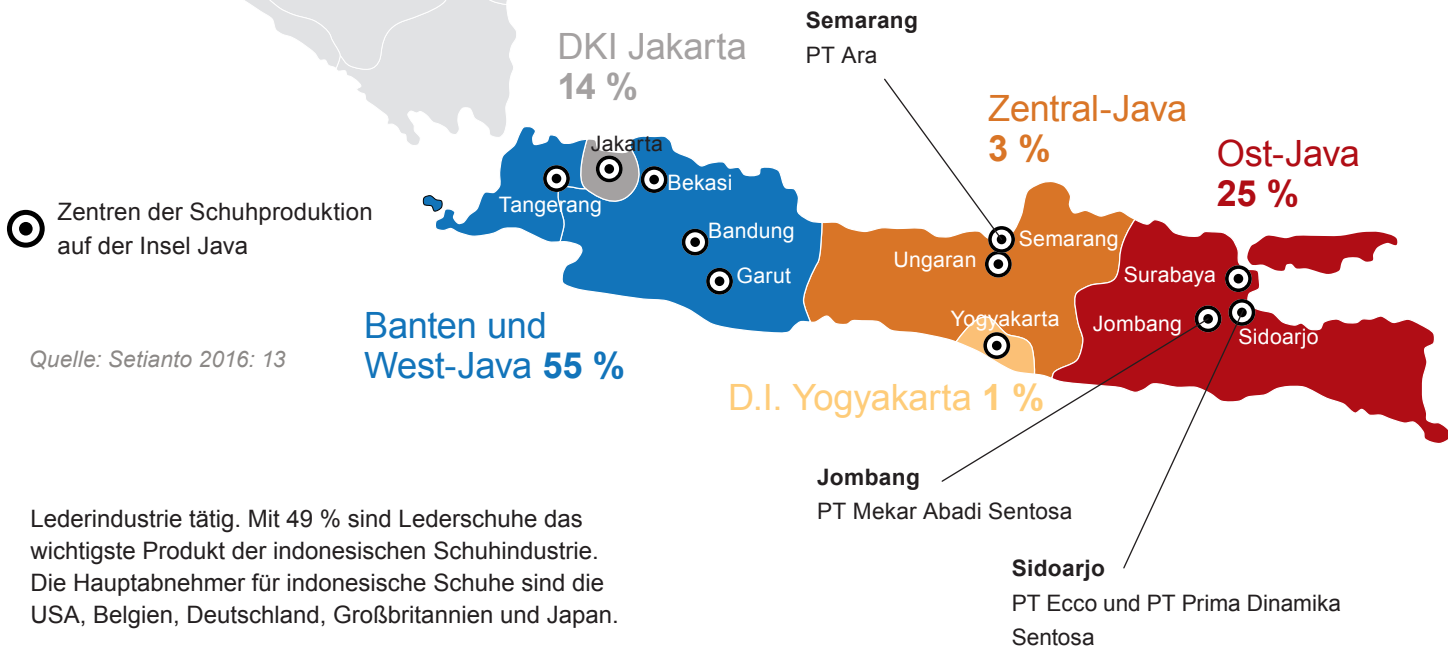 Semarang
PT Ara
DKI Jakarta
14 %
Zentral-Java
3 %
Ost-Java
25 %
Jakarta
Tangerang
Bekasi
Bandung
Garut
Semarang
Ungaran
Yogyakarta
Surabaya
Jombang
Sidoarjo
Zentren der Schuhproduktion
auf der Insel Java
Banten und
West-Java 55 %
D.I. Yogyakarta 1 %
Quelle: Setianto 2016: 13
Jombang
PT Mekar Abadi Sentosa
Sidoarjo
PT Ecco und PT Prima Dinamika
Sentosa
Lederindustrie tätig. Mit 49 % sind Lederschuhe das
wichtigste Produkt der indonesischen Schuhindustrie.
Die Hauptabnehmer für indonesische Schuhe sind die
USA, Belgien, Deutschland, Großbritannien und Japan.